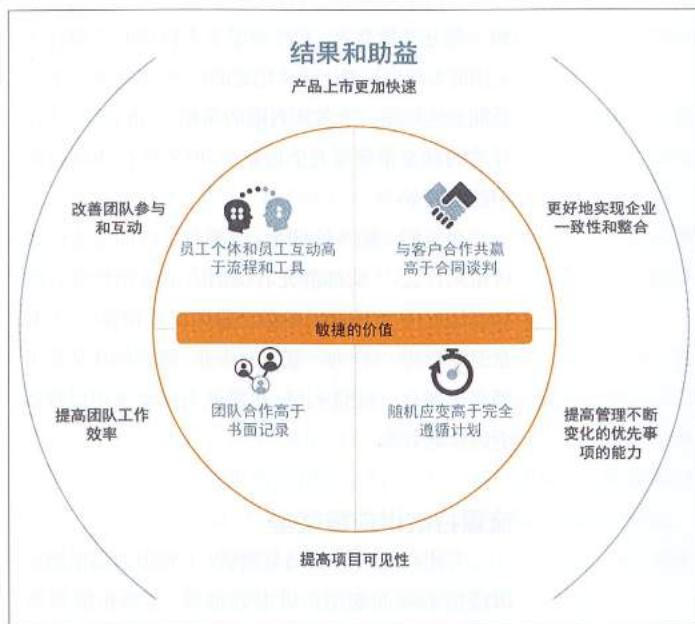 结果和助益
产品上市更加快速
改善团队参与
和互动
更好地实现企业
一致性和整合
员工个体和员工互动高
于流程和工具
与客户合作共赢
高于合同谈判
敏捷的价值
团队合作高于
书面记录
随机应变高于完全
遵循计划
提高团队工作
效率
提高管理不断
变化的优先事
项的能力
提高项目可见性